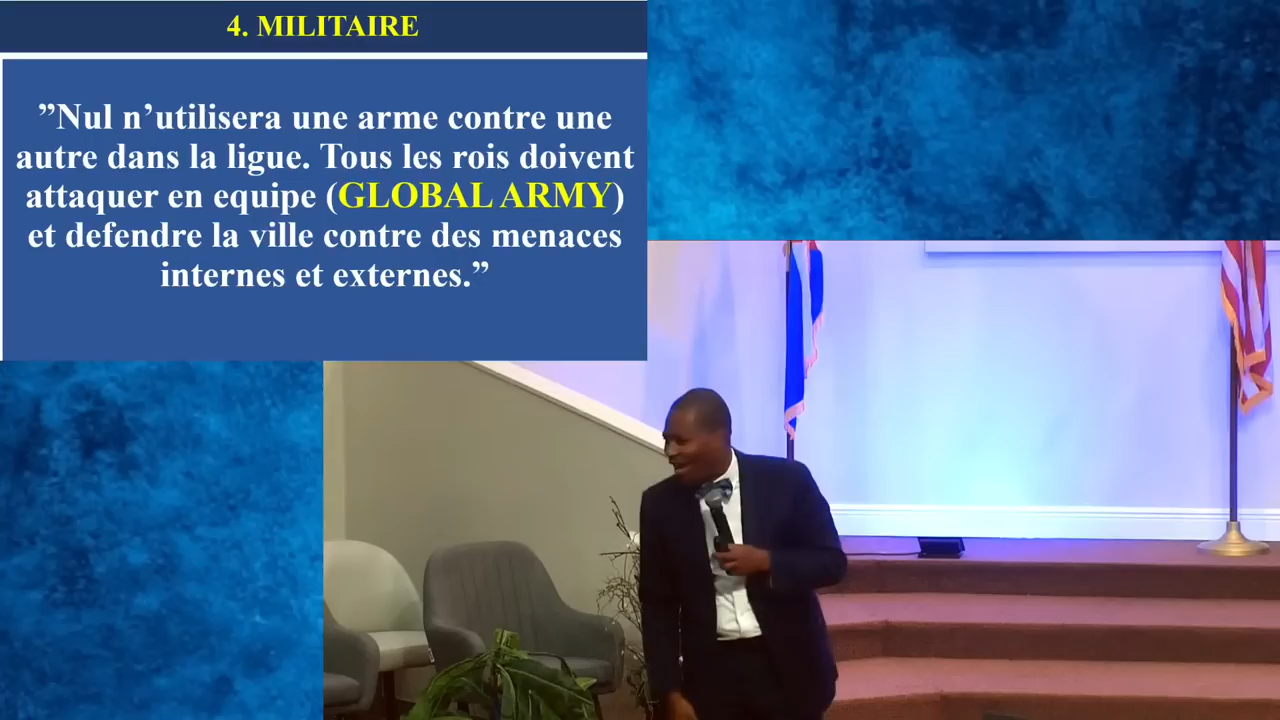 4. MILITAIRE
”Nul n’utilisera une arme contre une
autre dans la ligue. Tous les rois doivent
attaquer en equipe (GLOBAL ARMY)
et defendre la ville contre des menaces
internes et externes.”